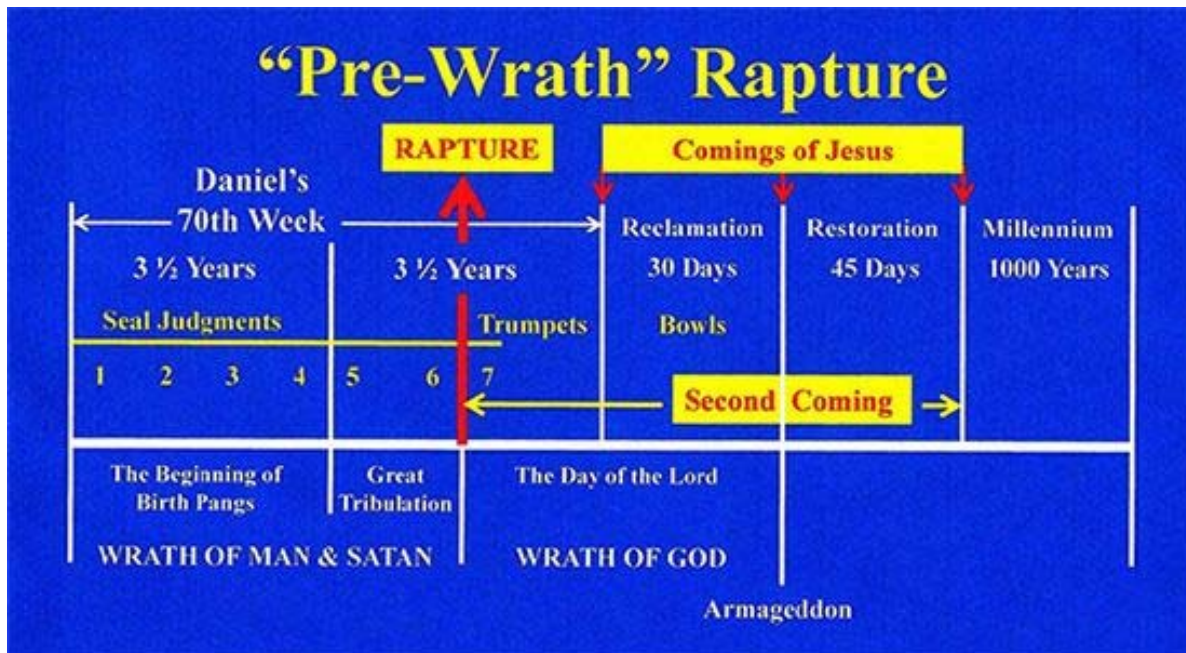 “Pre-Wrath” Rapture
RAPTURE
Comings of Jesus
Daniel’s
70th Week
Reclamation
Restoration
Millennium
3 ½ Years
3 ½ Years
30 Days
45 Days
1000 Years
Seal Judgments
Trumpets
Bowls
1 2 3 4 5 6 7
Second Coming
The Beginning of
Birth Pangs
Great
Tribulation
The Day of the Lord
WRATH OF MAN & SATAN
WRATH OF GOD
Armageddon